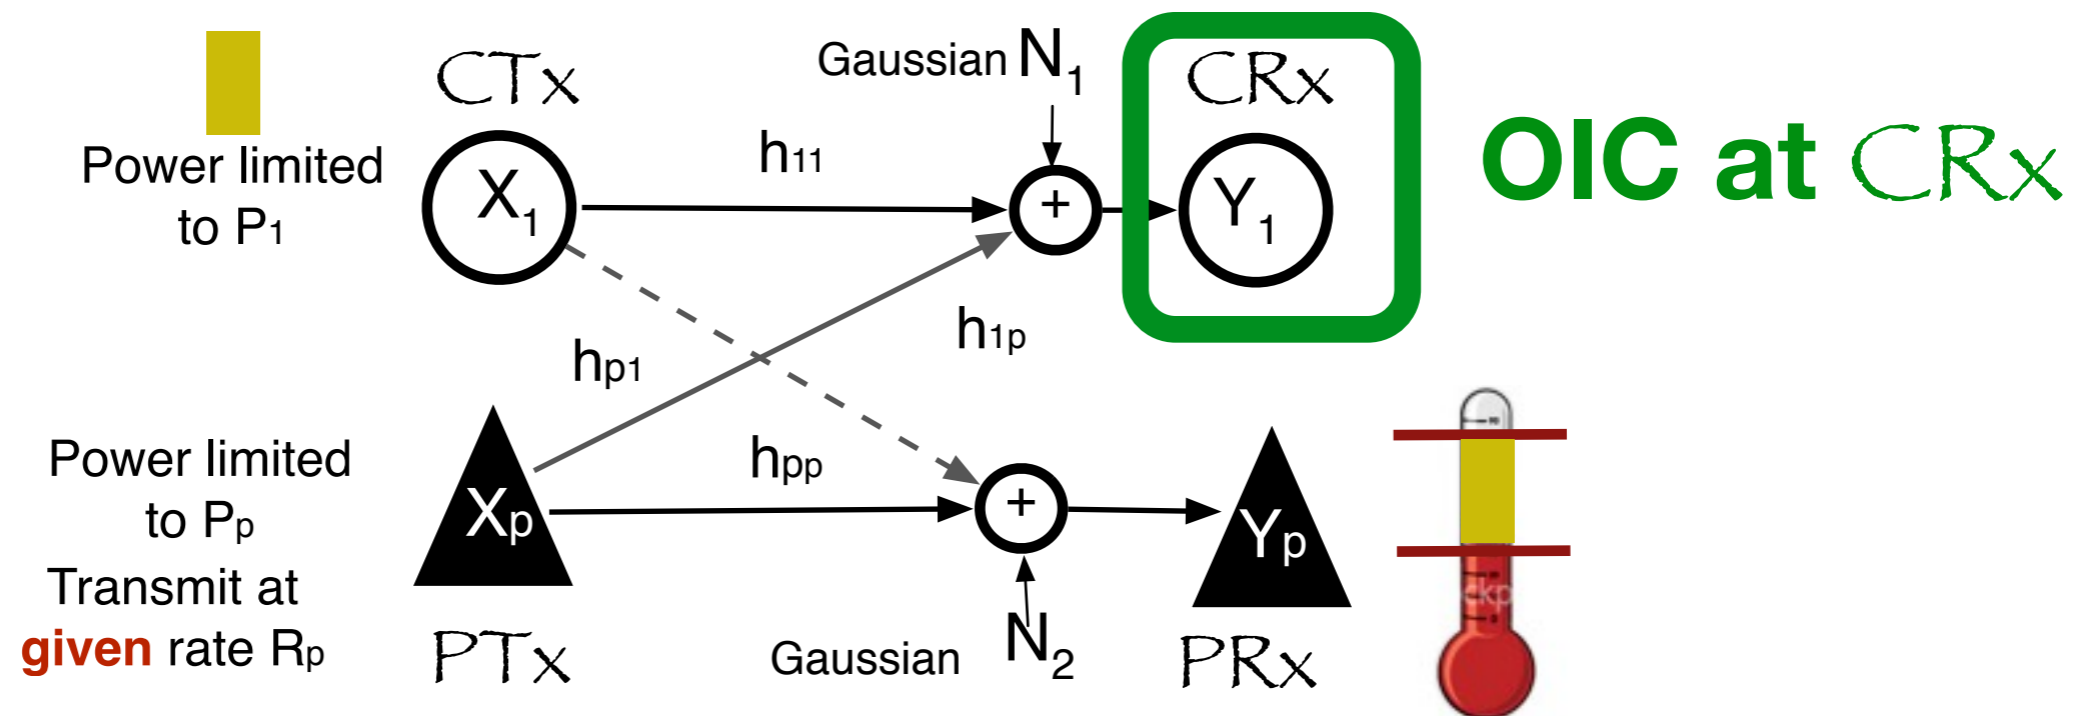 CTx
Gaussian N1
CRx
Power limited
to P1
X1
h11
+
Y1
OIC at CRx
hp1
h1p
Power limited
to Pp
Transmit at
given rate Rp
Xp
hpp
+
Yp
PTx
Gaussian N2
PRx